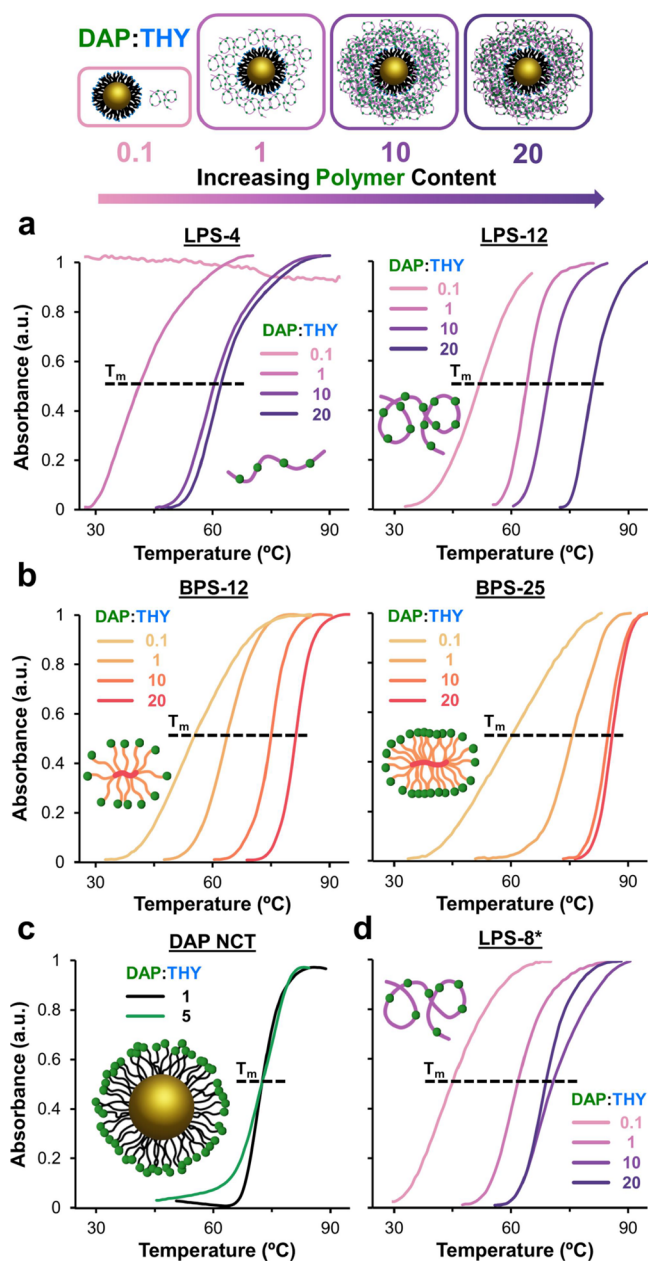 DAP:THY
0.1 1 10 20
Increasing Polymer Content
a
LPS-4
1
0.8
0.6
0.4
0.2
0
Absorbance (a.u.)
Tm
DAP:THY
0.1
1
10
20
30 60 90
Temperature (ºC)
LPS-12
DAP:THY
0.1
1
10
20
Tm
30 60 90
Temperature (ºC)
b
BPS-12
1
0.8
0.6
0.4
0.2
0
Absorbance (a.u.)
DAP:THY
0.1
1
10
20
Tm
30 60 90
Temperature (ºC)
BPS-25
DAP:THY
0.1
1
10
20
Tm
30 60 90
Temperature (ºC)
c
DAP NCT
1
0.8
0.6
0.4
0.2
0
Absorbance (a.u.)
DAP:THY
1
5
Tm
30 60 90
Temperature (ºC)
d
LPS-8*
Tm
DAP:THY
0.1
1
10
20
30 60 90
Temperature (ºC)